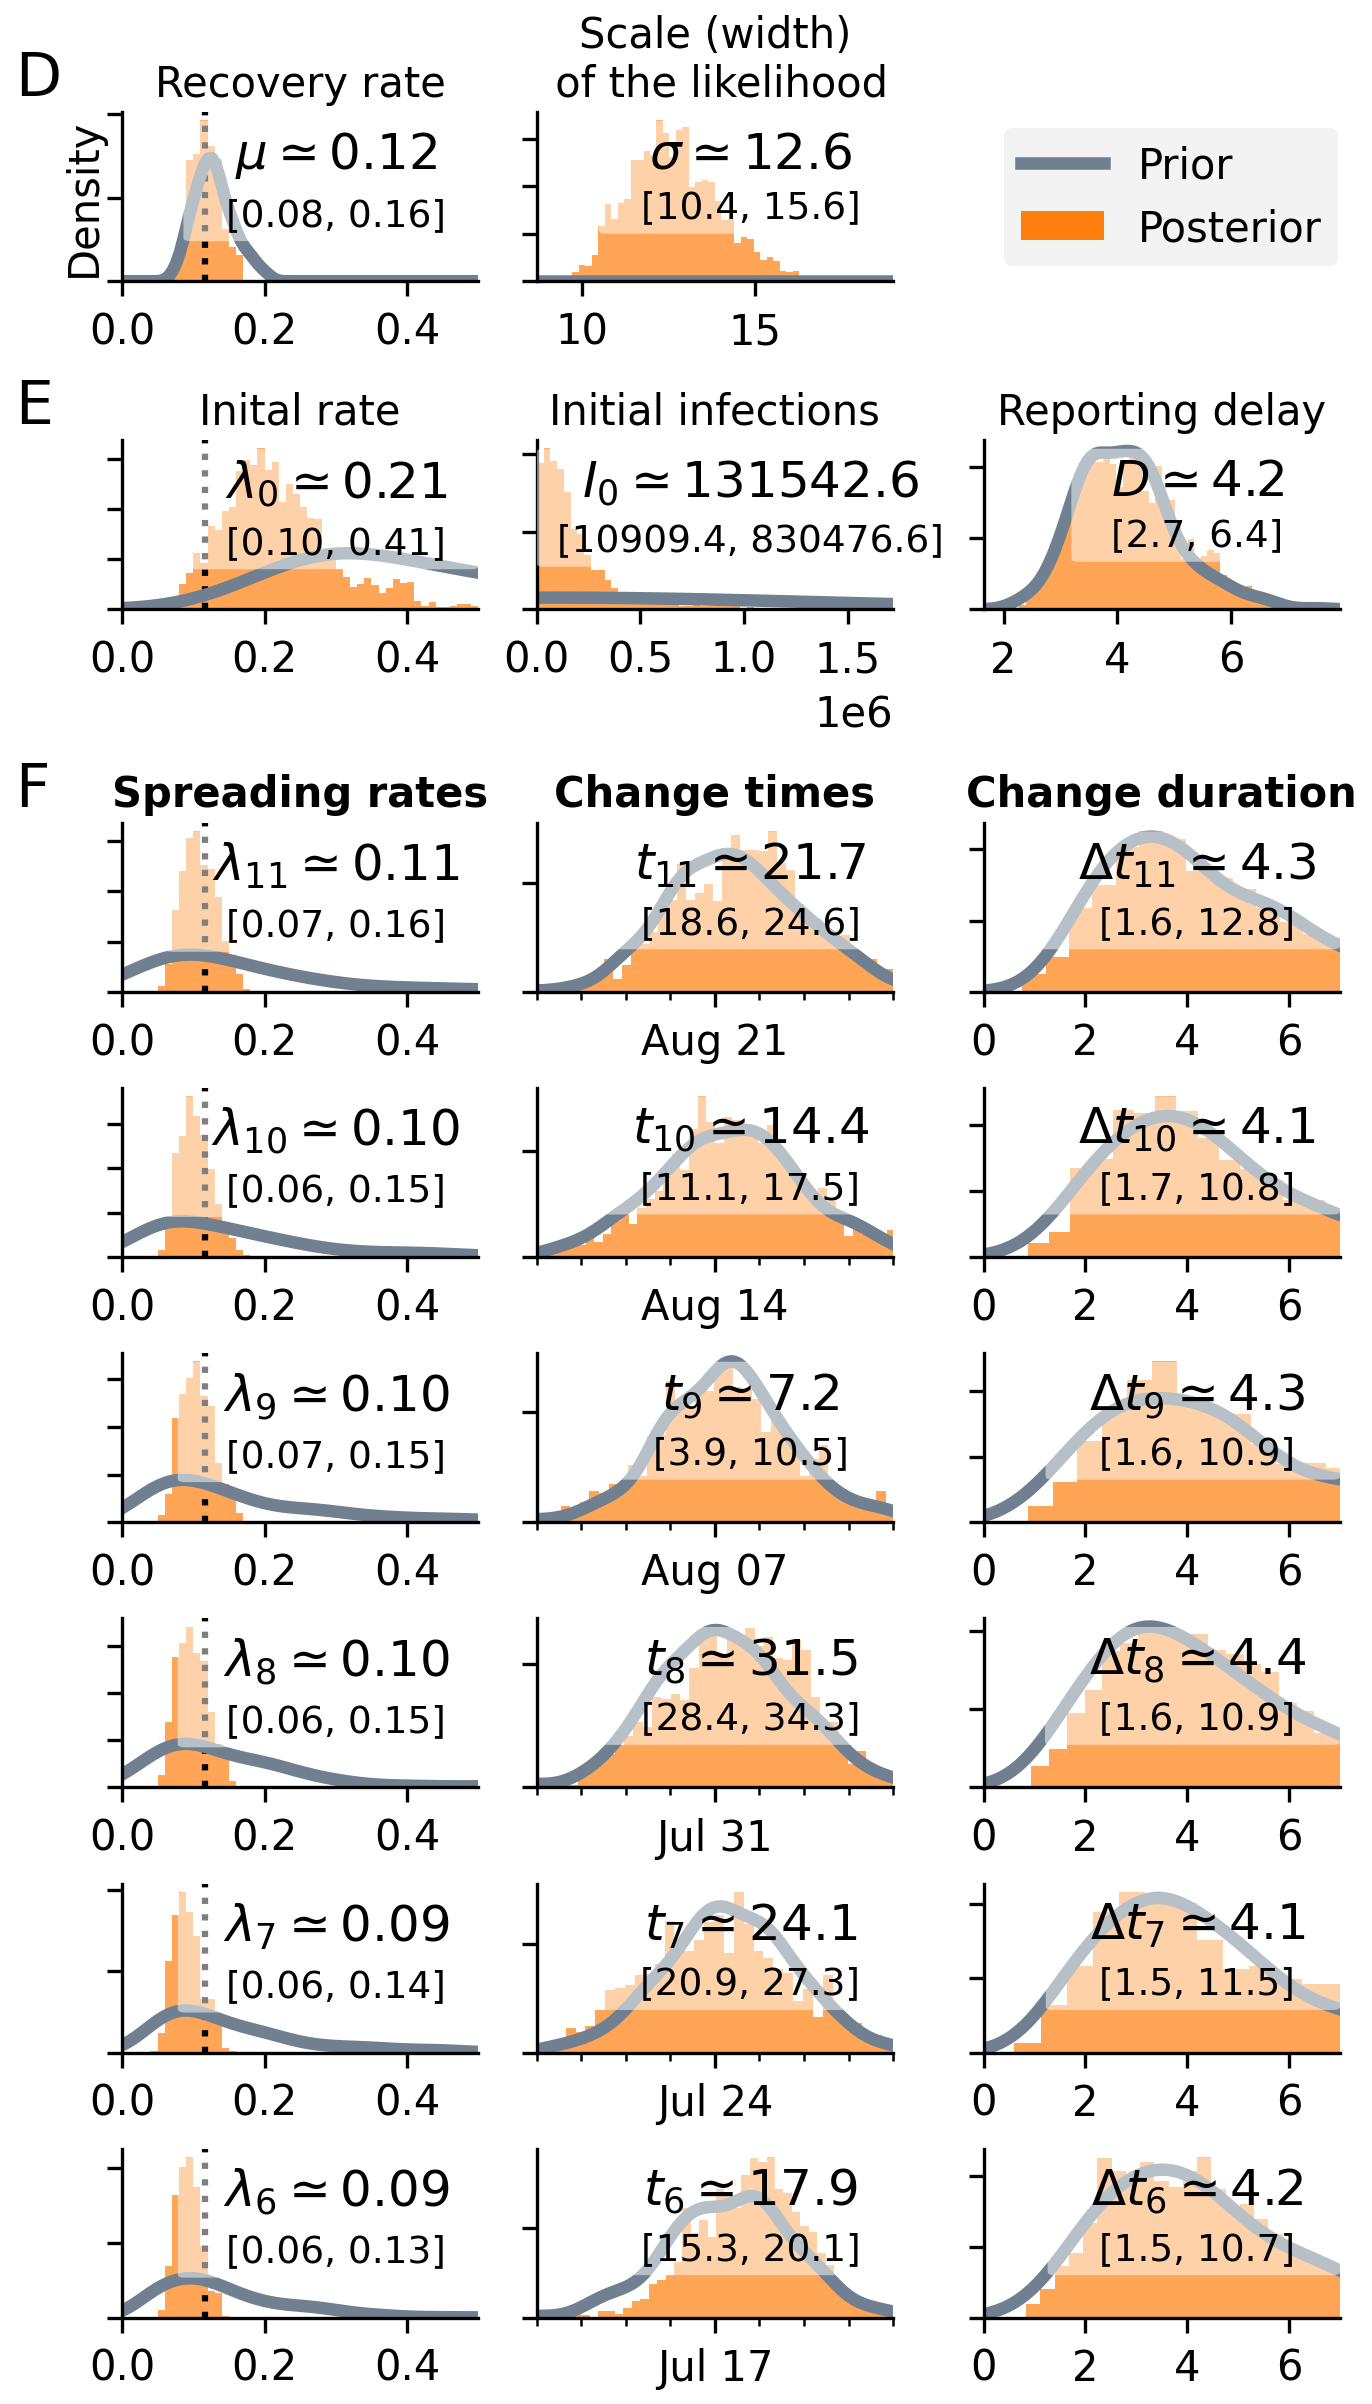 D
Recovery rate
Scale (width)
of the likelihood
Density
μ ≃ 0.12
[0.08, 0.16]
σ ≃ 12.6
[10.4, 15.6]
Prior
Posterior
0.0 0.2 0.4
10 15
E
Inital rate
Initial infections
Reporting delay
λ₀ ≃ 0.21
[0.10, 0.41]
I₀ ≃ 131542.6
[10909.4, 830476.6]
D ≃ 4.2
[2.7, 6.4]
0.0 0.2 0.4
0.0 0.5 1.0 1.5
1e6
2 4 6
F
Spreading rates
Change times
Change duration
λ₁₁ ≃ 0.11
[0.07, 0.16]
t₁₁ ≃ 21.7
[18.6, 24.6]
Δt₁₁ ≃ 4.3
[1.6, 12.8]
0.0 0.2 0.4
Aug 21
0 2 4 6
λ₁₀ ≃ 0.10
[0.06, 0.15]
t₁₀ ≃ 14.4
[11.1, 17.5]
Δt₁₀ ≃ 4.1
[1.7, 10.8]
0.0 0.2 0.4
Aug 14
0 2 4 6
λ₉ ≃ 0.10
[0.07, 0.15]
t₉ ≃ 7.2
[3.9, 10.5]
Δt₉ ≃ 4.3
[1.6, 10.9]
0.0 0.2 0.4
Aug 07
0 2 4 6
λ₈ ≃ 0.10
[0.06, 0.15]
t₈ ≃ 31.5
[28.4, 34.3]
Δt₈ ≃ 4.4
[1.6, 10.9]
0.0 0.2 0.4
Jul 31
0 2 4 6
λ₇ ≃ 0.09
[0.06, 0.14]
t₇ ≃ 24.1
[20.9, 27.3]
Δt₇ ≃ 4.1
[1.5, 11.5]
0.0 0.2 0.4
Jul 24
0 2 4 6
λ₆ ≃ 0.09
[0.06, 0.13]
t₆ ≃ 17.9
[15.3, 20.1]
Δt₆ ≃ 4.2
[1.5, 10.7]
0.0 0.2 0.4
Jul 17
0 2 4 6